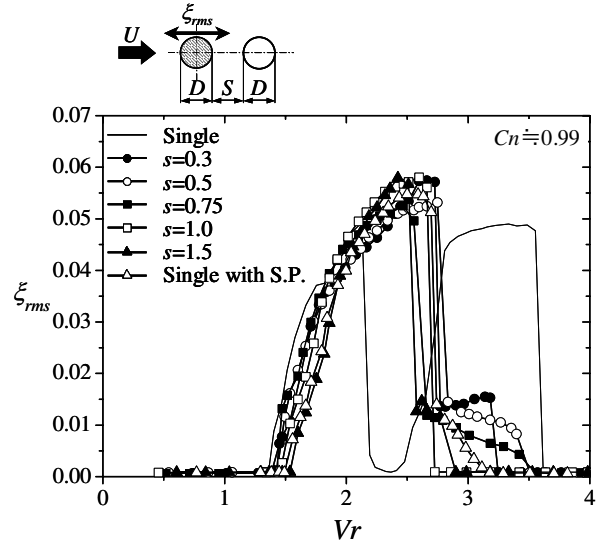 ξrms
U
D S D
0.07
0.06
0.05
0.04
0.03
0.02
0.01
0.00
ξrms
Single
s=0.3
s=0.5
s=0.75
s=1.0
s=1.5
Single with S.P.
Cn≒0.99
0 1 2 3 4
Vr